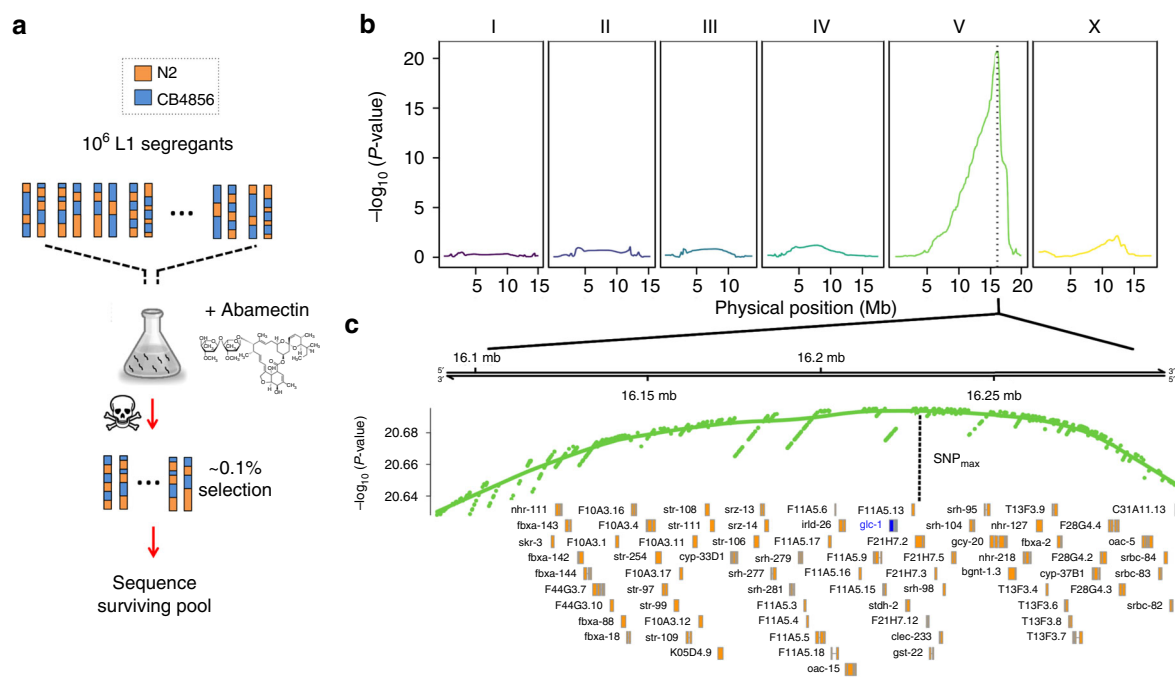 a
N2
CB4856
10⁶ L1 segregants
+ Abamectin
~0.1%
selection
Sequence
surviving pool
b
I II III IV V X
–log₁₀ (P-value)
20
15
10
5
0
5 10 15 5 10 15 5 10 5 10 15 5 10 15 20 5 10 15
Physical position (Mb)
c
16.1 mb 16.2 mb
5′ 3′
3′ 5′
16.15 mb 16.25 mb
–log₁₀ (P-value)
20.68
20.66
20.64
SNPmax
nhr-111 F10A3.16 str-108 srz-13 F11A5.6 F11A5.13 srh-95 T13F3.9 C31A11.13
fbxa-143 F10A3.4 str-111 srz-14 irld-26 glc-1 srh-104 nhr-127 F28G4.4
skr-3 F10A3.1 F10A3.11 str-106 F11A5.17 F21H7.2 gcy-20 fbxa-2 oac-5
fbxa-142 str-254 cyp-33D1 srh-279 F11A5.9 F21H7.5 nhr-218 F28G4.2 srbc-84
fbxa-144 F10A3.17 srh-277 F11A5.16 F21H7.3 bgnt-1.3 cyp-37B1 srbc-83
F44G3.7 str-97 srh-281 F11A5.15 srh-98 T13F3.4 F28G4.3
F44G3.10 str-99 F11A5.3 stdh-2 T13F3.6 srbc-82
fbxa-88 F10A3.12 F11A5.4 F21H7.12 T13F3.8
fbxa-18 str-109 F11A5.5 clec-233 T13F3.7
K05D4.9 F11A5.18 gst-22
oac-15